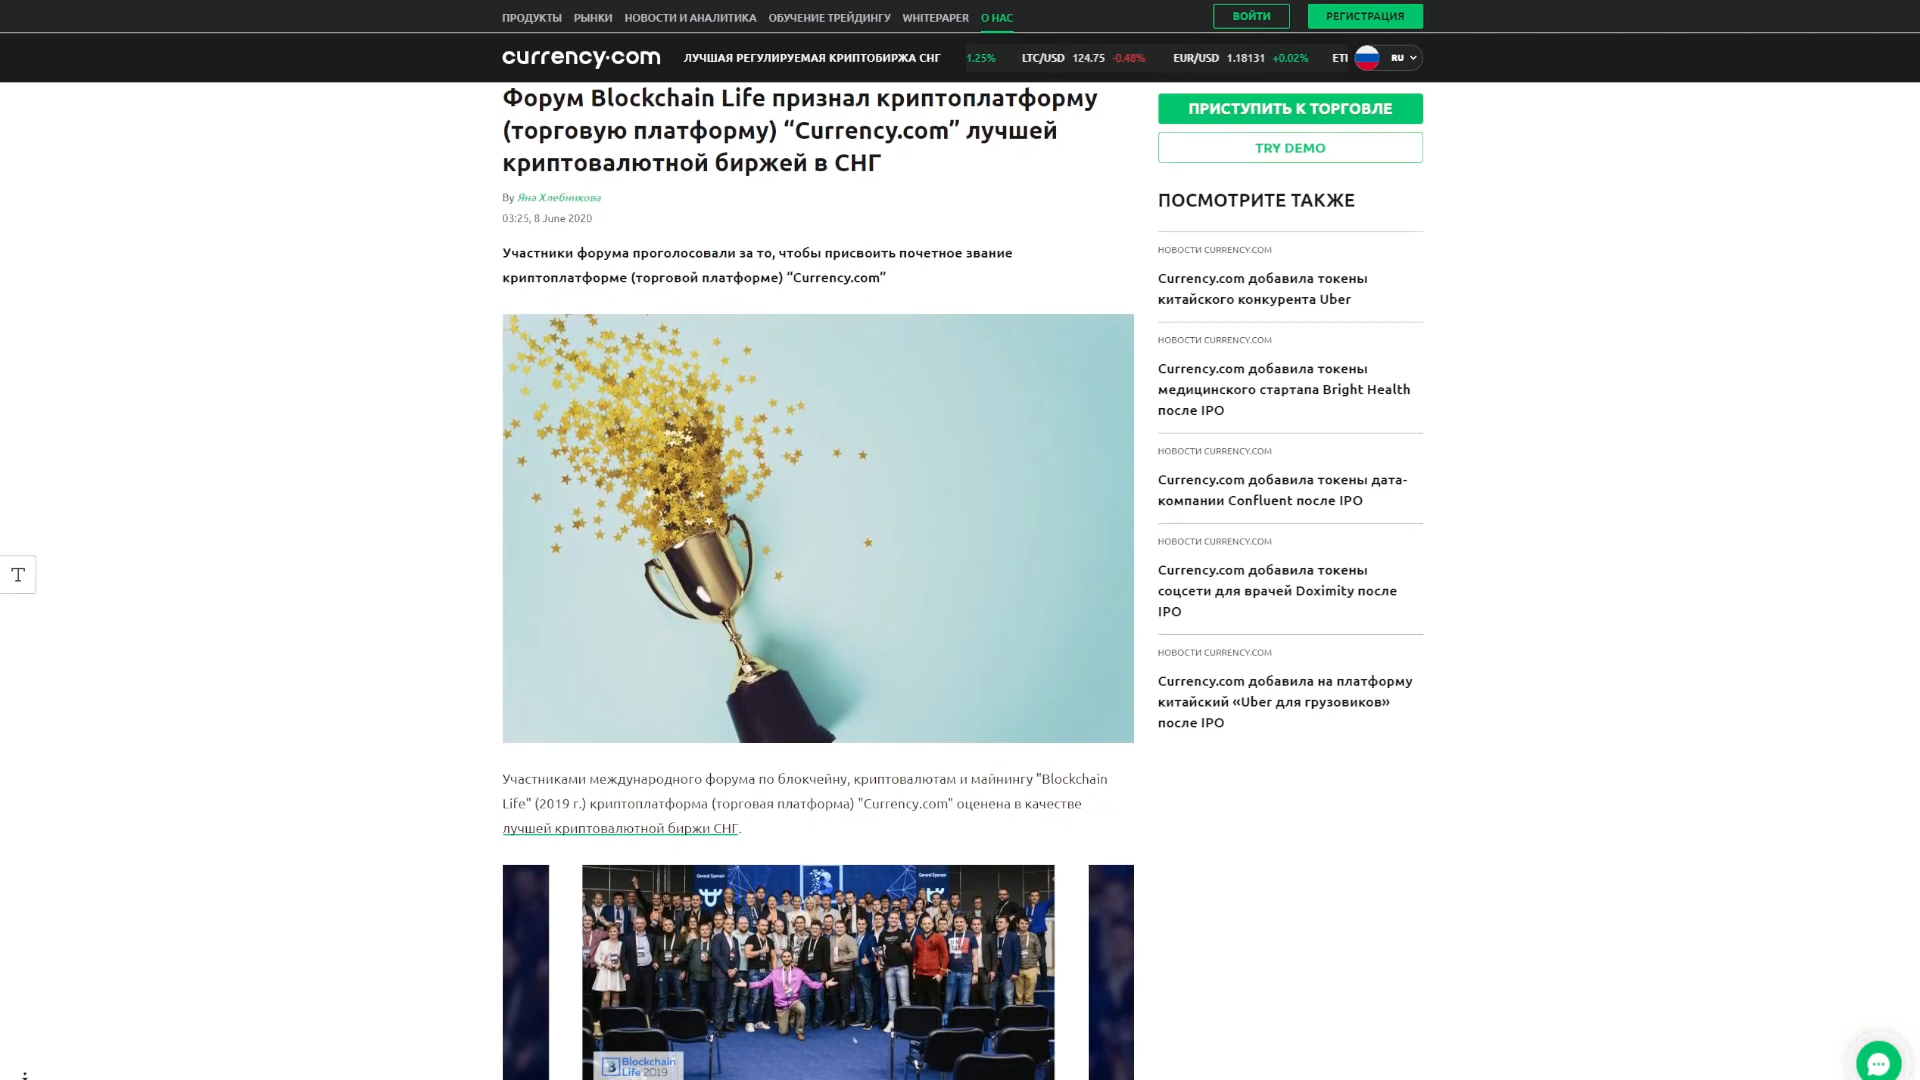 ПРОДУКТЫ РЫНКИ НОВОСТИ И АНАЛИТИКА ОБУЧЕНИЕ ТРЕЙДИНГУ WHITEPAPER О НАС ВОЙТИ РЕГИСТРАЦИЯ
currency.com ЛУЧШАЯ РЕГУЛИРУЕМАЯ КРИПТОБИРЖА СНГ 1.25% LTC/USD 124.75 -0.48% EUR/USD 1.18131 +0.02% RU
Форум Blockchain Life признал криптоплатформу
(торговую платформу) “Currency.com” лучшей
криптовалютной биржей в СНГ
By Яна Хлебникова
03:25, 8 June 2020
Участники форума проголосовали за то, чтобы присвоить почетное звание
криптоплатформе (торговой платформе) “Currency.com”
Участниками международного форума по блокчейну, криптовалютам и майнингу "Blockchain
Life" (2019 г.) криптоплатформа (торговая платформа) "Currency.com" оценена в качестве
лучшей криптовалютной биржи СНГ.
General Sponsor
General Sponsor
Blockchain
Life 2019
ПРИСТУПИТЬ К ТОРГОВЛЕ
TRY DEMO
ПОСМОТРИТЕ ТАКЖЕ
НОВОСТИ CURRENCY.COM
Currency.com добавила токены
китайского конкурента Uber
НОВОСТИ CURRENCY.COM
Currency.com добавила токены
медицинского стартапа Bright Health
после IPO
НОВОСТИ CURRENCY.COM
Currency.com добавила токены дата-
компании Confluent после IPO
НОВОСТИ CURRENCY.COM
Currency.com добавила токены
соцсети для врачей Doximity после
IPO
НОВОСТИ CURRENCY.COM
Currency.com добавила на платформу
китайский «Uber для грузовиков»
после IPO
T